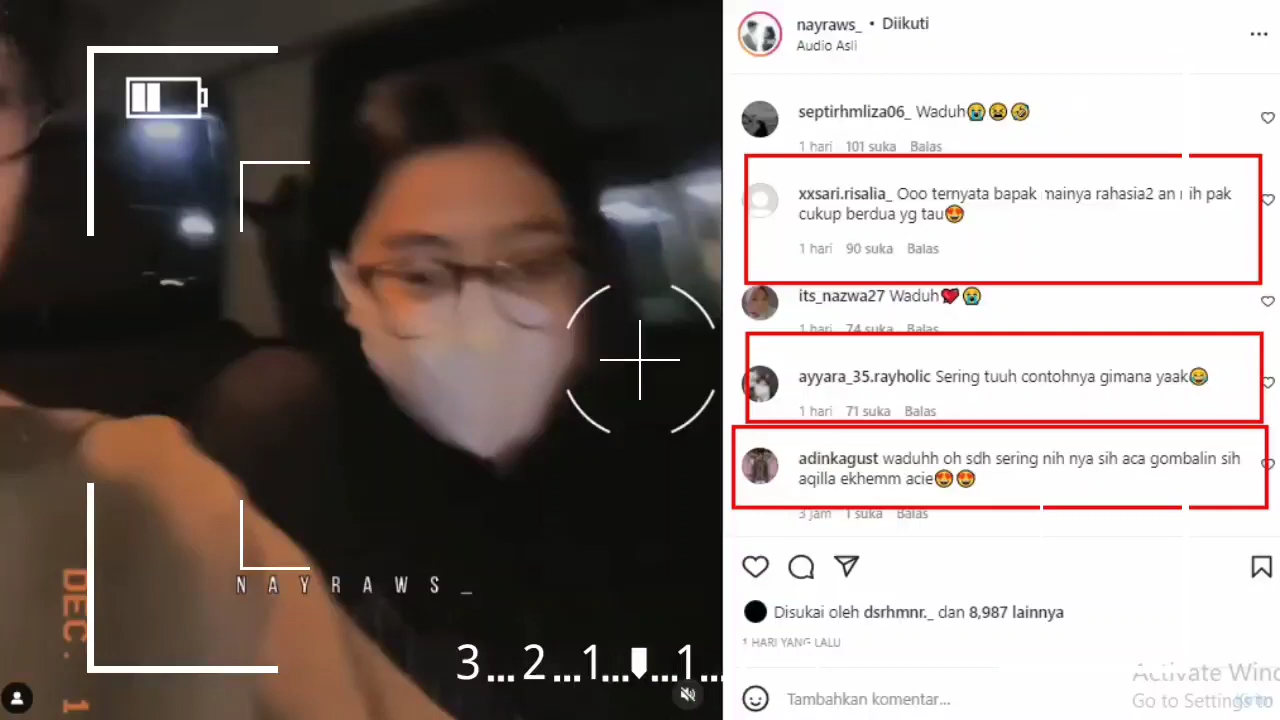 nayraws_ • Diikuti
Audio Asli
septirhmliza06_ Waduh😭😫🤣
1 hari 101 suka Balas
xxsari.risalia_ Ooo ternyata bapak mainya rahasia2 an nih pak
cukup berdua yg tau😍
1 hari 90 suka Balas
its_nazwa27 Waduh💖😭
1 hari 74 suka Balas
ayyara_35.rayholic Sering tuuh contohnya gimana yaak😂
1 hari 71 suka Balas
adinkagust waduhh oh sdh sering nih nya sih aca gombalin sih
aqilla ekhemm acie😍😍
3 jam 1 suka Balas
Disukai oleh dsrhmnr._ dan 8,987 lainnya
1 HARI YANG LALU
Tambahkan komentar...
Activate Wind
Go to Settings to
NAYRAWS_
3...2...1... ...1...
DEC. 1